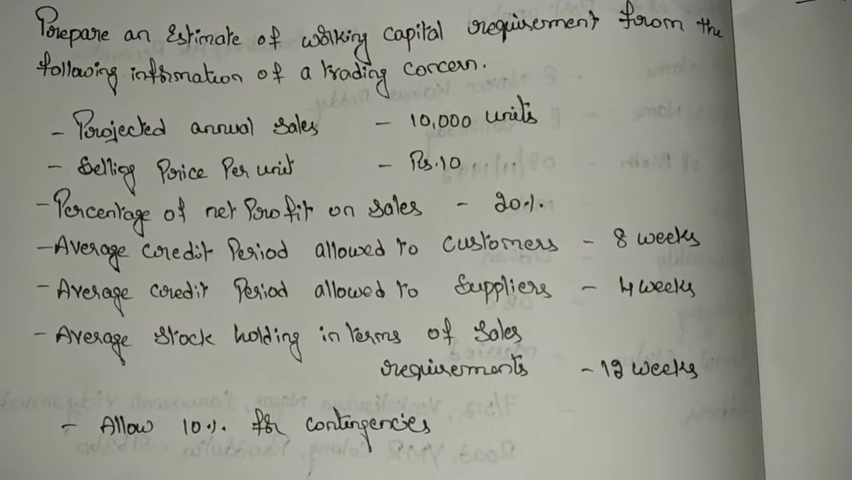 Prepare an Estimate of working capital requirement from the
following information of a trading concern.
- Projected annual sales - 10,000 units
- Selling Price Per unit - Rs.10
- Percentage of net Profit on sales - 20%
- Average credit Period allowed to customers - 8 weeks
- Average credit Period allowed to Suppliers - 4 weeks
- Average stock holding in terms of Sales
requirements - 12 weeks
- Allow 10% for contingencies